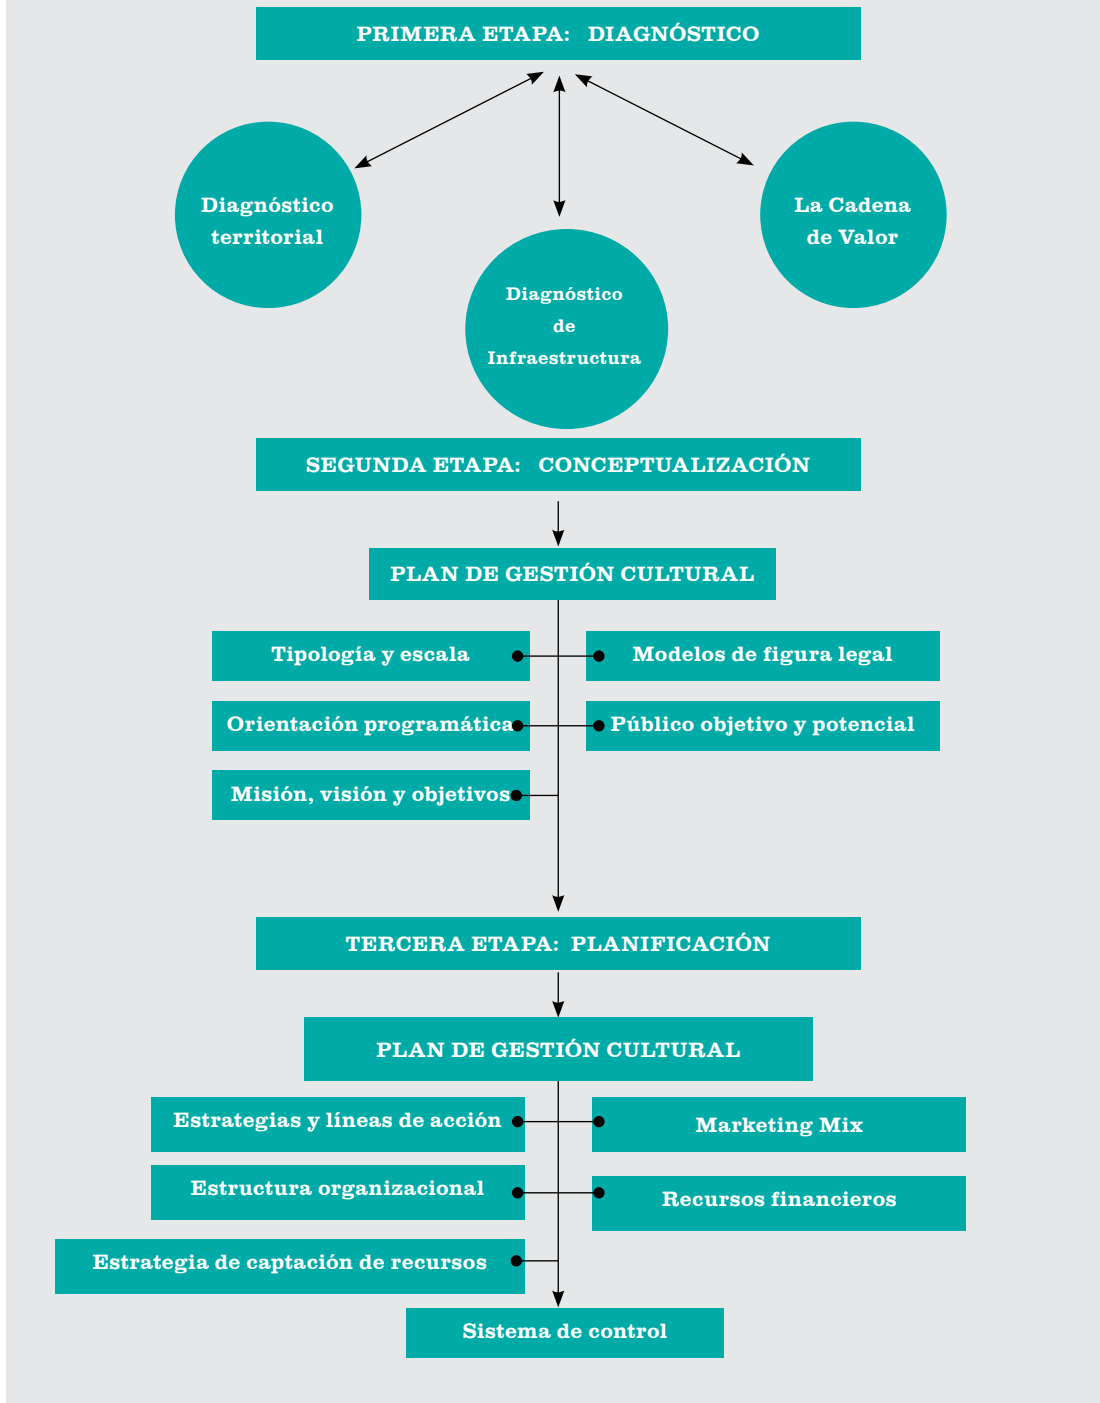 PRIMERA ETAPA: DIAGNÓSTICO
Diagnóstico
territorial
Diagnóstico
de
Infraestructura
La Cadena
de Valor
SEGUNDA ETAPA: CONCEPTUALIZACIÓN
PLAN DE GESTIÓN CULTURAL
Tipología y escala
Modelos de figura legal
Orientación programática
Público objetivo y potencial
Misión, visión y objetivos
TERCERA ETAPA: PLANIFICACIÓN
PLAN DE GESTIÓN CULTURAL
Estrategias y líneas de acción
Marketing Mix
Estructura organizacional
Recursos financieros
Estrategia de captación de recursos
Sistema de control